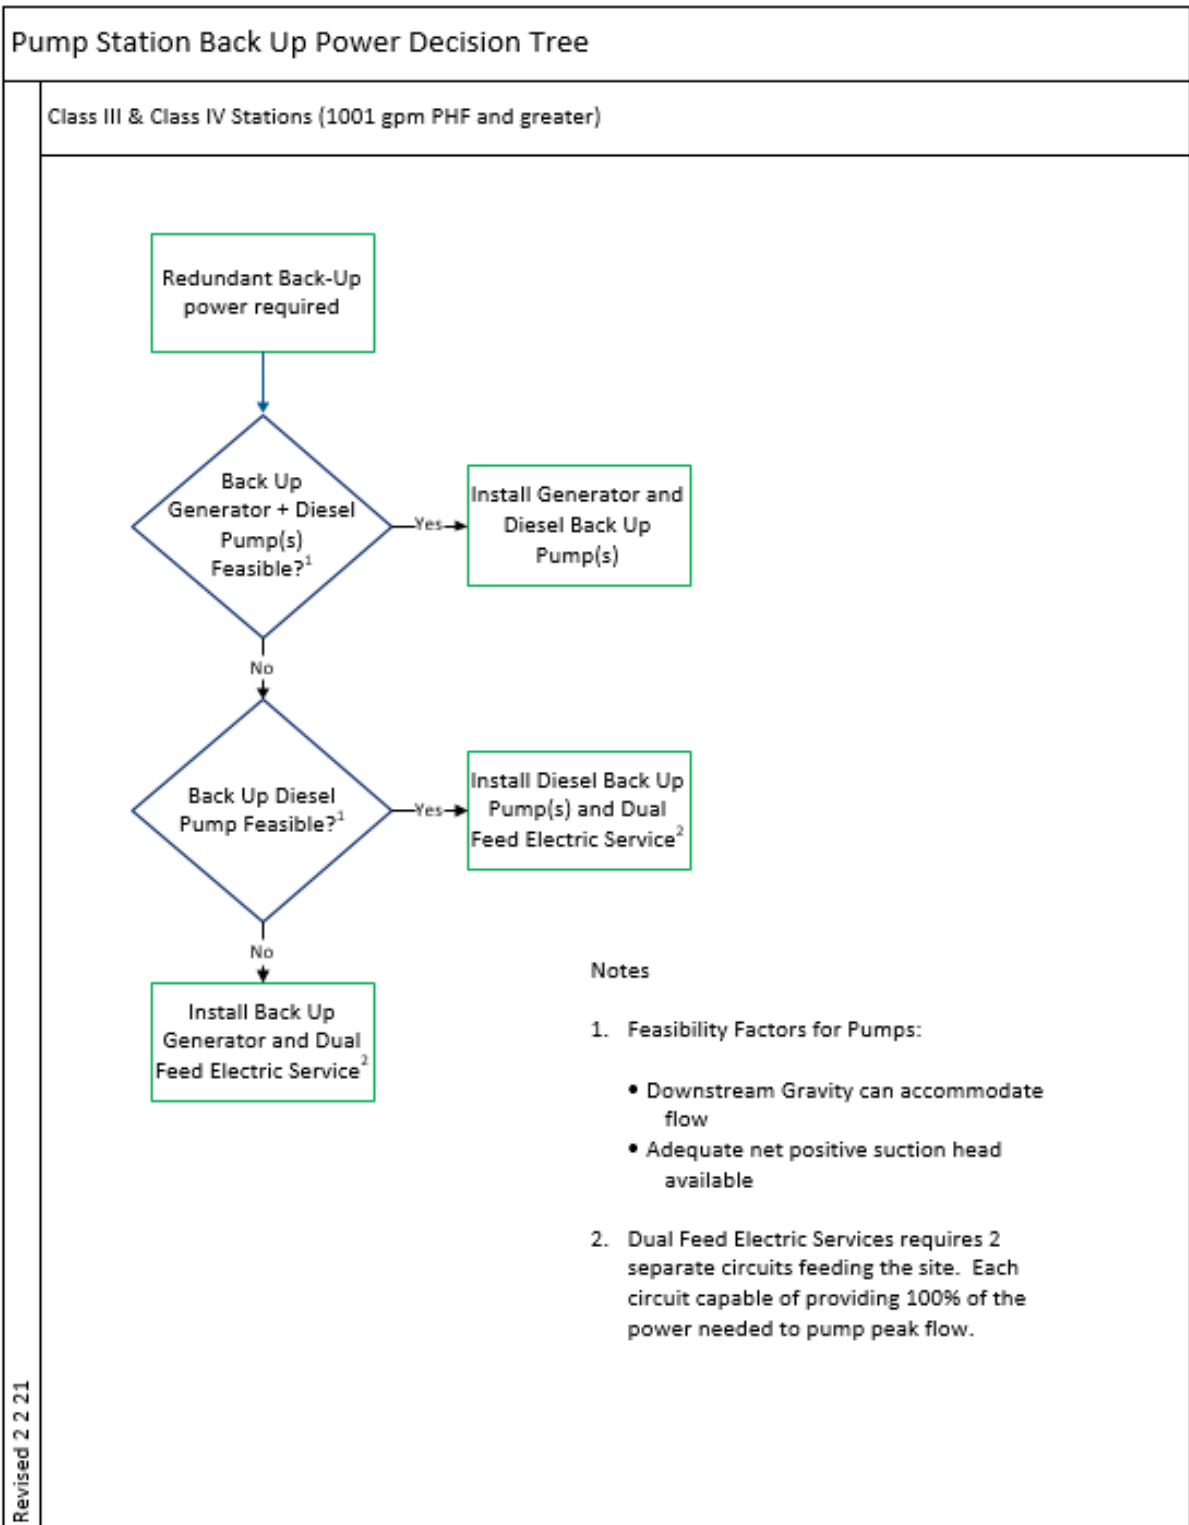 Pump Station Back Up Power Decision Tree
Class III & Class IV Stations (1001 gpm PHF and greater)
Redundant Back-Up
power required
Back Up
Generator + Diesel
Pump(s)
Feasible?1
Yes
Install Generator and
Diesel Back Up
Pump(s)
No
Back Up Diesel
Pump Feasible?1
Yes
Install Diesel Back Up
Pump(s) and Dual
Feed Electric Service2
No
Install Back Up
Generator and Dual
Feed Electric Service2
Notes
1. Feasibility Factors for Pumps:
• Downstream Gravity can accommodate
flow
• Adequate net positive suction head
available
2. Dual Feed Electric Services requires 2
separate circuits feeding the site. Each
circuit capable of providing 100% of the
power needed to pump peak flow.
Revised 2 2 21